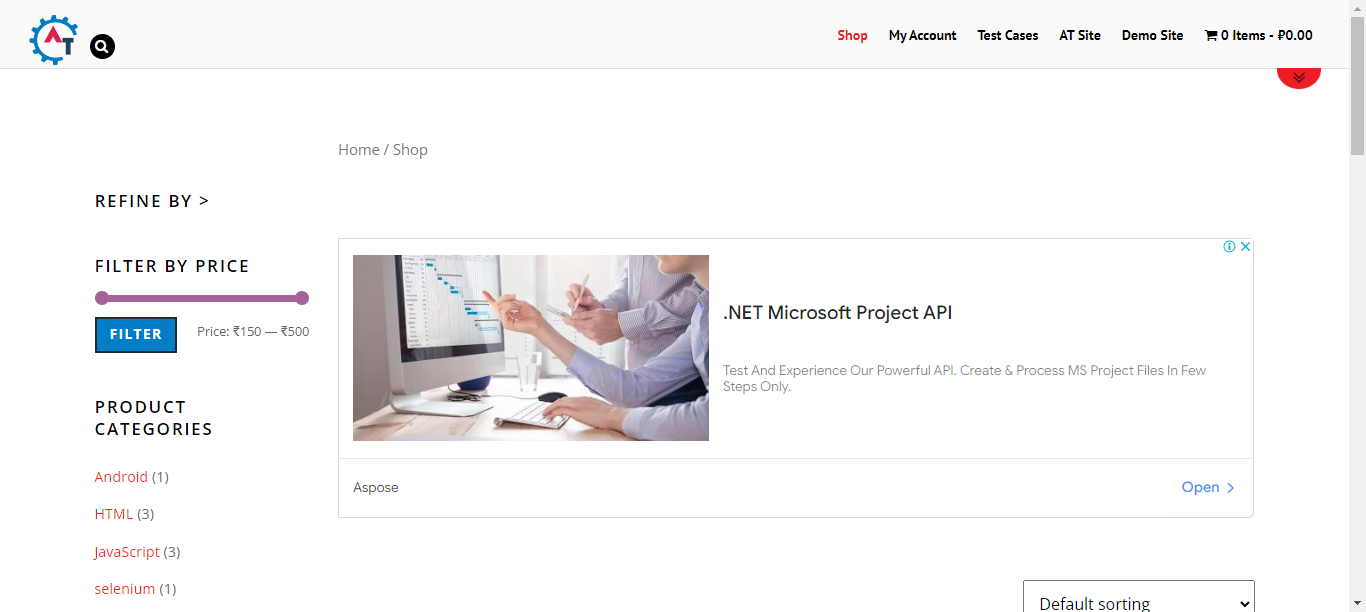 AT
Shop
My Account
Test Cases
AT Site
Demo Site
0 Items - ₽0.00
Home / Shop
REFINE BY >
FILTER BY PRICE
FILTER
Price: ₹150 — ₹500
PRODUCT
CATEGORIES
Android (1)
HTML (3)
JavaScript (3)
selenium (1)
.NET Microsoft Project API
Test And Experience Our Powerful API. Create & Process MS Project Files In Few
Steps Only.
Aspose
Open
Default sorting